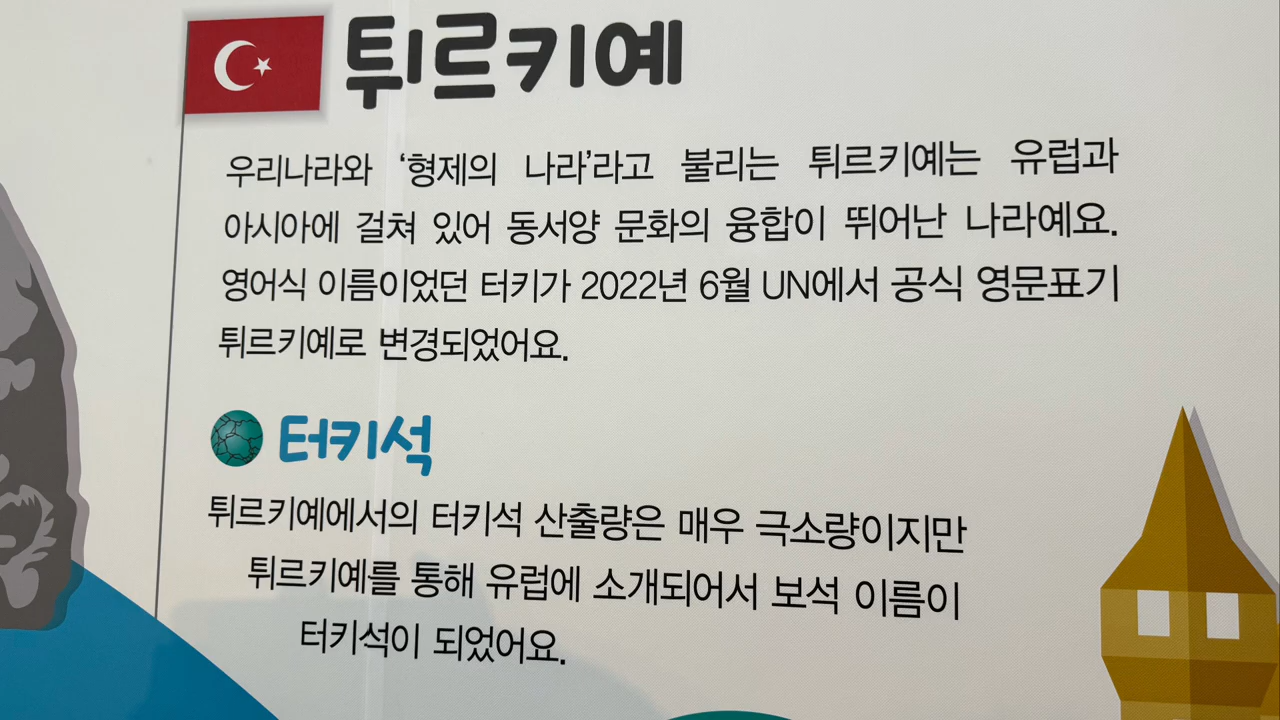 튀르키예
우리나라와 ‘형제의 나라’라고 불리는 튀르키예는 유럽과
아시아에 걸쳐 있어 동서양 문화의 융합이 뛰어난 나라예요.
영어식 이름이었던 터키가 2022년 6월 UN에서 공식 영문표기
튀르키예로 변경되었어요.
터키석
튀르키예에서의 터키석 산출량은 매우 극소량이지만
튀르키예를 통해 유럽에 소개되어서 보석 이름이
터키석이 되었어요.